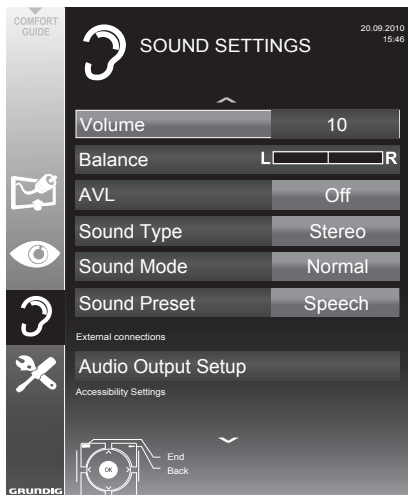 COMFORT
GUIDE
SOUND SETTINGS
20.09.2010
15:46
Volume 10
Balance L R
AVL Off
Sound Type Stereo
Sound Mode Normal
Sound Preset Speech
External connections
Audio Output Setup
Accessibility Settings
End
Back
OK
GRUNDIG